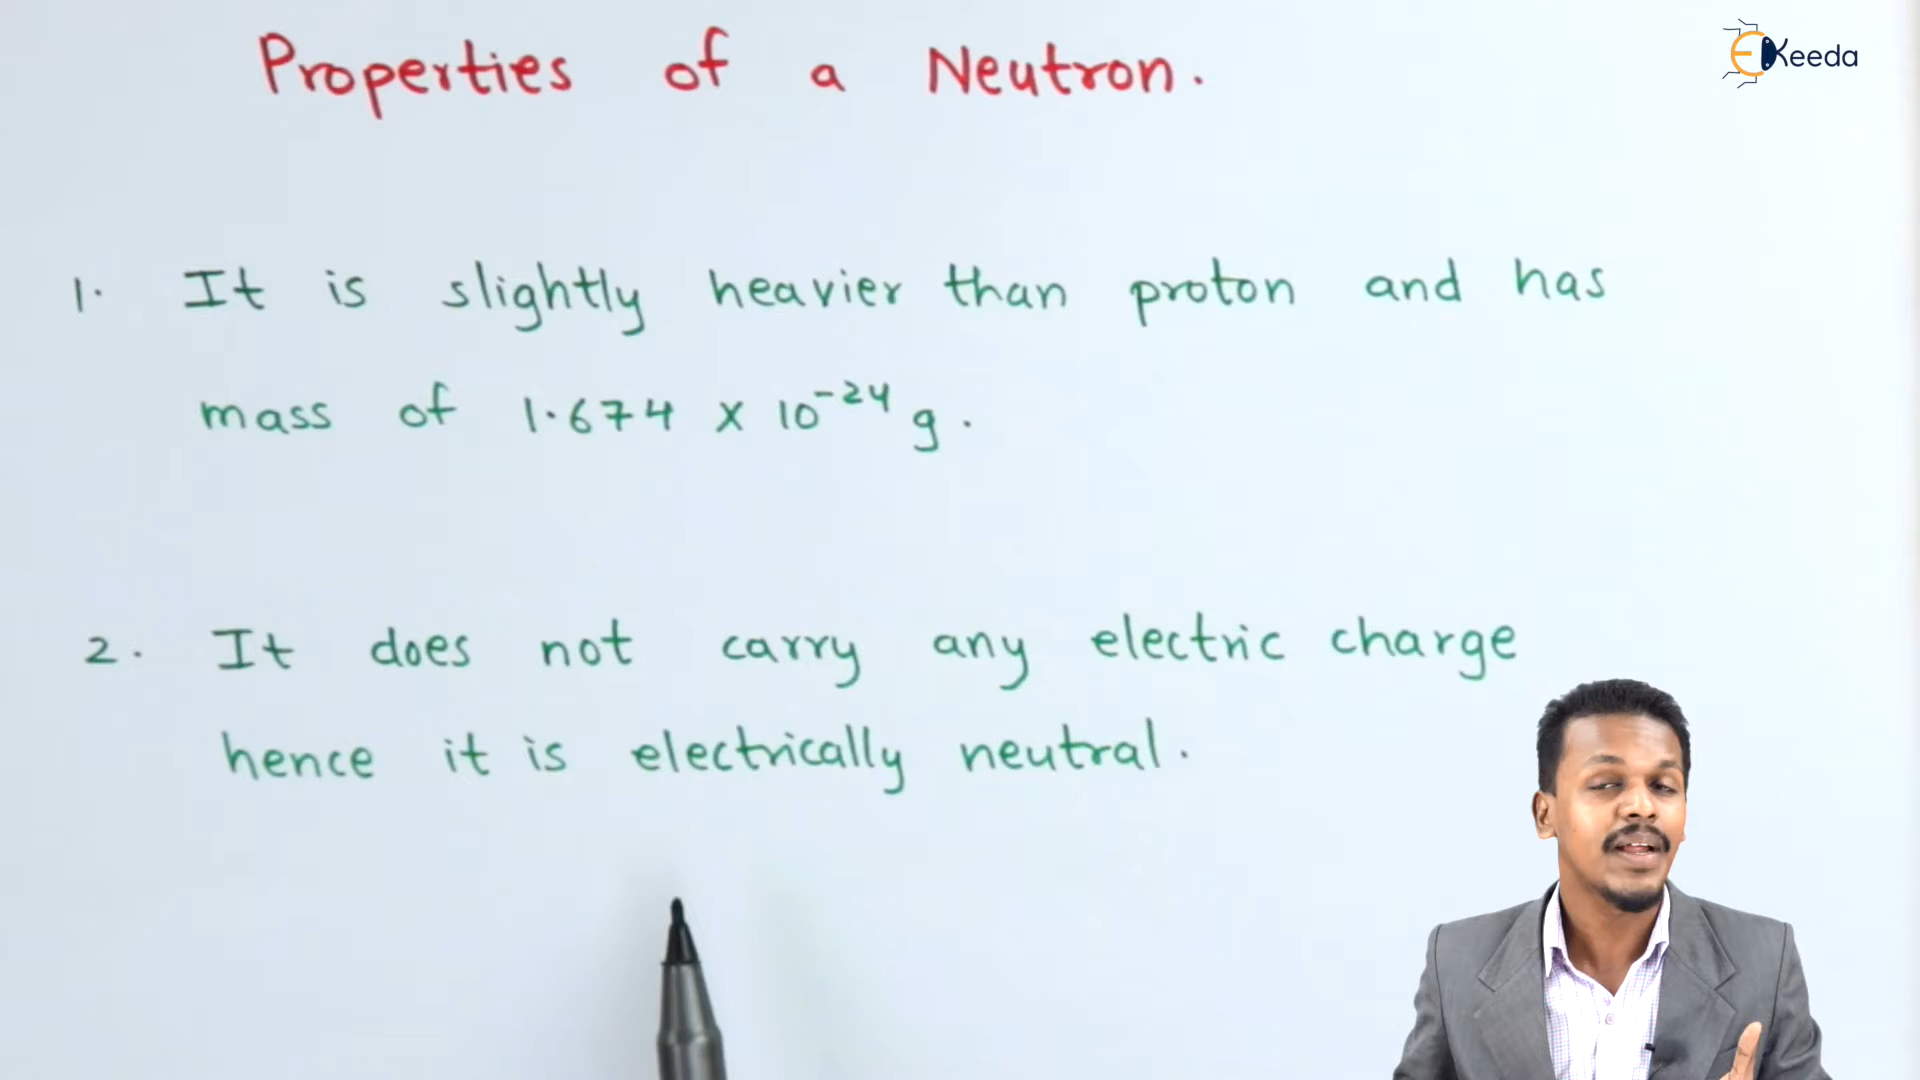 Properties of a Neutron.
EKeeda
1. It is slightly heavier than proton and has
mass of 1.674 x 10⁻²⁴ g.
2. It does not carry any electric charge
hence it is electrically neutral.